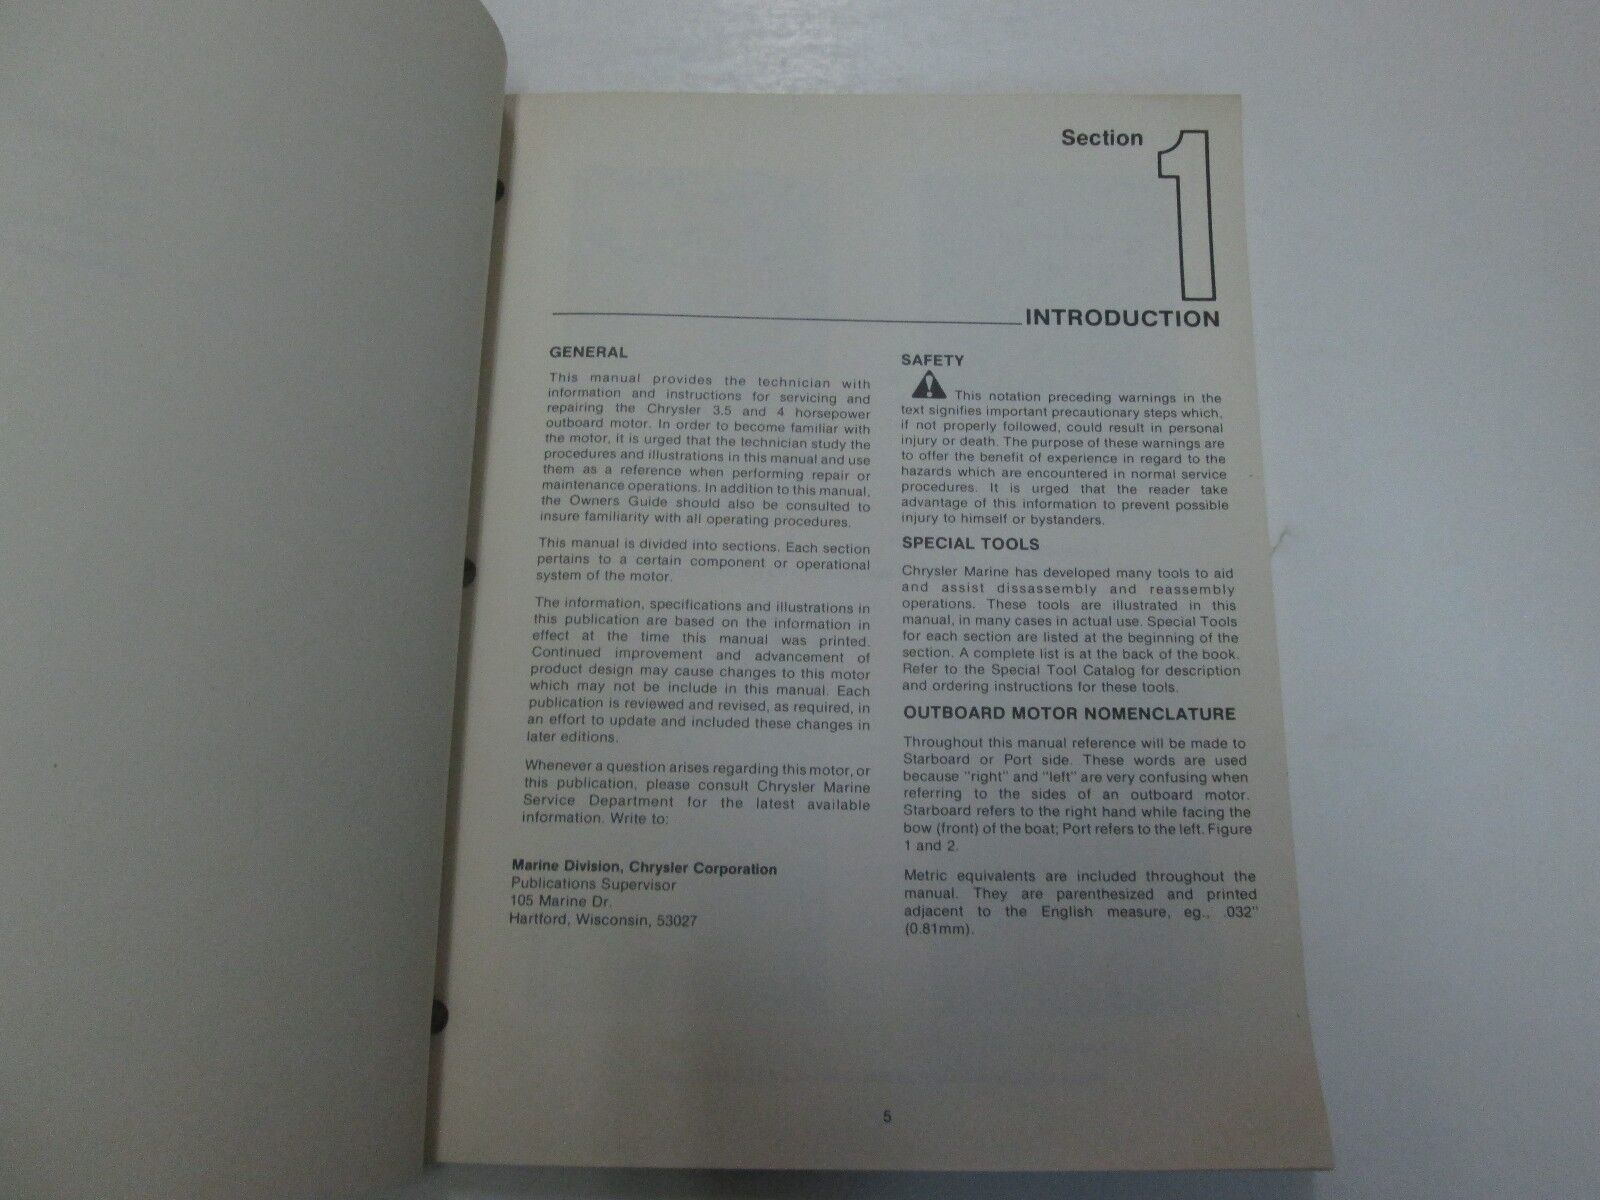 Section
1
INTRODUCTION
GENERAL
This manual provides the technician with
information and instructions for servicing and
repairing the Chrysler 3.5 and 4 horsepower
outboard motor. In order to become familiar with
the motor, it is urged that the technician study the
procedures and illustrations in this manual and use
them as a reference when performing repair or
maintenance operations. In addition to this manual,
the Owners Guide should also be consulted to
insure familiarity with all operating procedures.
This manual is divided into sections. Each section
pertains to a certain component or operational
system of the motor.
The information, specifications and illustrations in
this publication are based on the information in
effect at the time this manual was printed.
Continued improvement and advancement of
product design may cause changes to this motor
which may not be include in this manual. Each
publication is reviewed and revised, as required, in
an effort to update and included these changes in
later editions.
Whenever a question arises regarding this motor, or
this publication, please consult Chrysler Marine
Service Department for the latest available
information. Write to:
Marine Division, Chrysler Corporation
Publications Supervisor
105 Marine Dr.
Hartford, Wisconsin, 53027
SAFETY
This notation preceding warnings in the
text signifies important precautionary steps which,
if not properly followed, could result in personal
injury or death. The purpose of these warnings are
to offer the benefit of experience in regard to the
hazards which are encountered in normal service
procedures. It is urged that the reader take
advantage of this information to prevent possible
injury to himself or bystanders.
SPECIAL TOOLS
Chrysler Marine has developed many tools to aid
and assist dissassembly and reassembly
operations. These tools are illustrated in this
manual, in many cases in actual use. Special Tools
for each section are listed at the beginning of the
section. A complete list is at the back of the book.
Refer to the Special Tool Catalog for description
and ordering instructions for these tools.
OUTBOARD MOTOR NOMENCLATURE
Throughout this manual reference will be made to
Starboard or Port side. These words are used
because "right" and "left" are very confusing when
referring to the sides of an outboard motor.
Starboard refers to the right hand while facing the
bow (front) of the boat; Port refers to the left. Figure
1 and 2.
Metric equivalents are included throughout the
manual. They are parenthesized and printed
adjacent to the English measure, eg., .032"
(0.81mm).
5